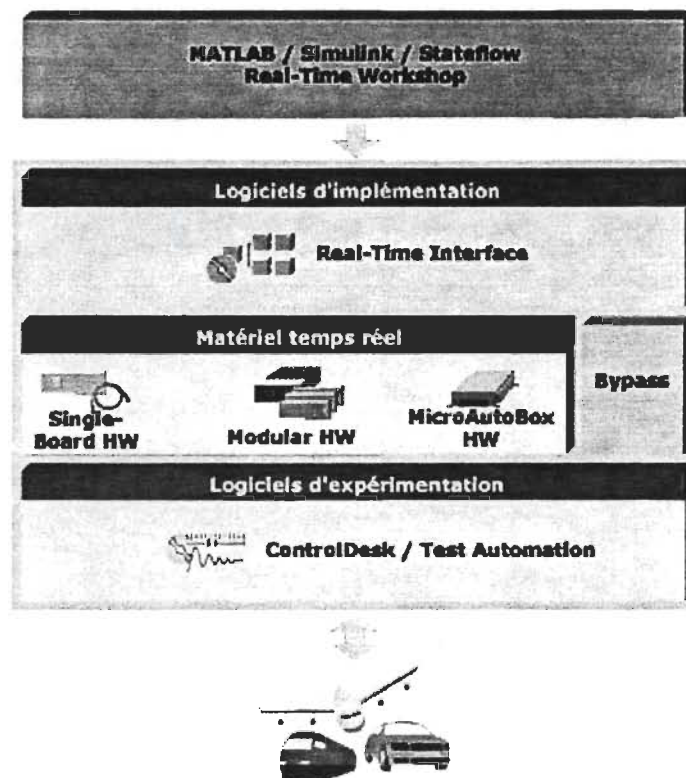 MATLAB / Simulink / Stateflow
Real-Time Workshop
Logiciels d'implémentation
Real-Time Interface
Matériel temps réel
Bypass
Single-
Board HW
Modular HW
MicroAutoBox
HW
Logiciels d'expérimentation
ControlDesk / Test Automation